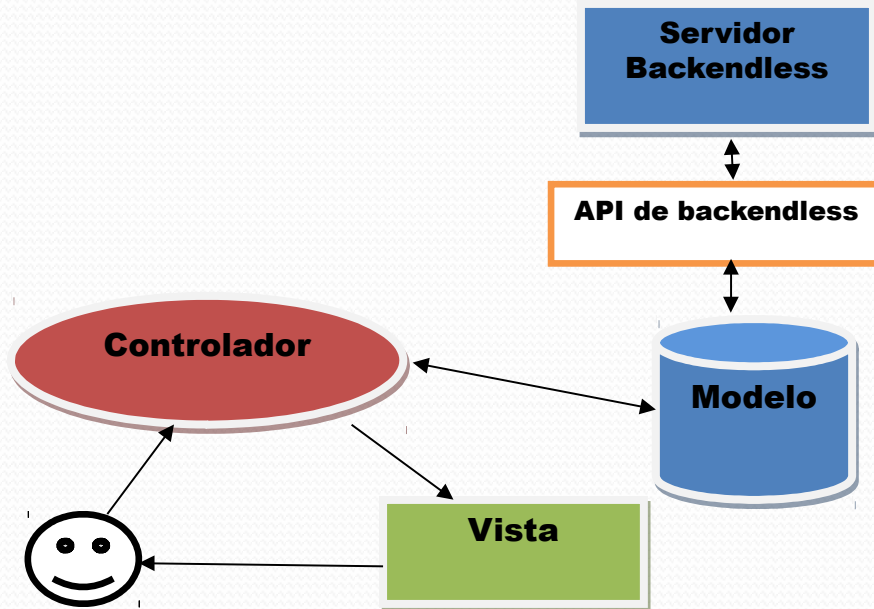 Servidor
Backendless
API de backendless
Controlador
Modelo
Vista